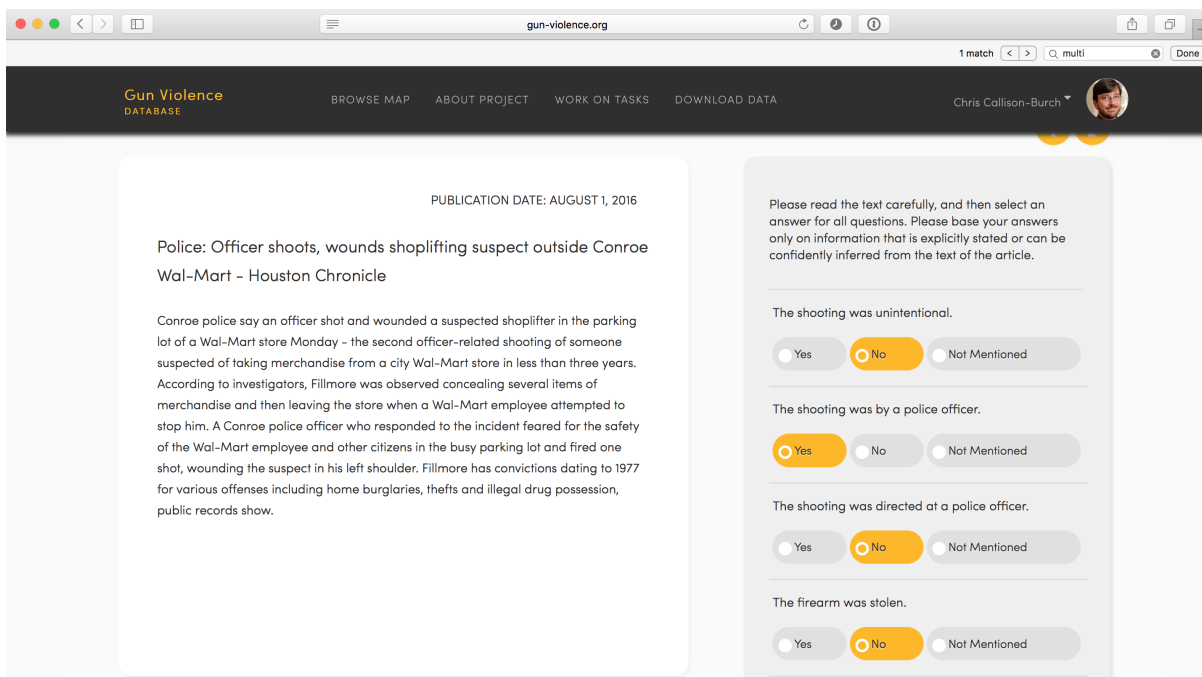 gun-violence.org
1 match < > multi Done
Gun Violence
DATABASE
BROWSE MAP ABOUT PROJECT WORK ON TASKS DOWNLOAD DATA
Chris Callison-Burch
PUBLICATION DATE: AUGUST 1, 2016
Police: Officer shoots, wounds shoplifting suspect outside Conroe
Wal-Mart - Houston Chronicle
Conroe police say an officer shot and wounded a suspected shoplifter in the parking
lot of a Wal-Mart store Monday - the second officer-related shooting of someone
suspected of taking merchandise from a city Wal-Mart store in less than three years.
According to investigators, Fillmore was observed concealing several items of
merchandise and then leaving the store when a Wal-Mart employee attempted to
stop him. A Conroe police officer who responded to the incident feared for the safety
of the Wal-Mart employee and other citizens in the busy parking lot and fired one
shot, wounding the suspect in his left shoulder. Fillmore has convictions dating to 1977
for various offenses including home burglaries, thefts and illegal drug possession,
public records show.
Please read the text carefully, and then select an
answer for all questions. Please base your answers
only on information that is explicitly stated or can be
confidently inferred from the text of the article.
The shooting was unintentional.
Yes No Not Mentioned
The shooting was by a police officer.
Yes No Not Mentioned
The shooting was directed at a police officer.
Yes No Not Mentioned
The firearm was stolen.
Yes No Not Mentioned